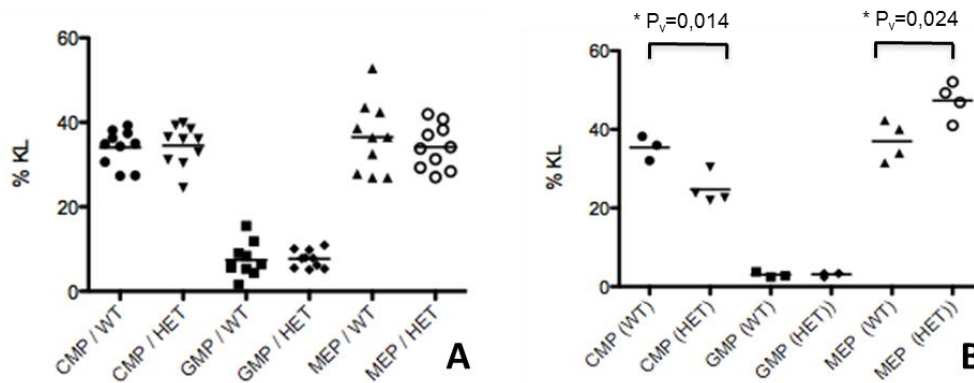 60
40
20
0
% KL
CMP / WT
CMP / HET
GMP / WT
GMP / HET
MEP / WT
MEP / HET
A
* Pv=0,014
* Pv=0,024
60
40
20
0
% KL
CMP (WT)
CMP (HET)
GMP (WT)
GMP (HET))
MEP (WT)
MEP (HET))
B